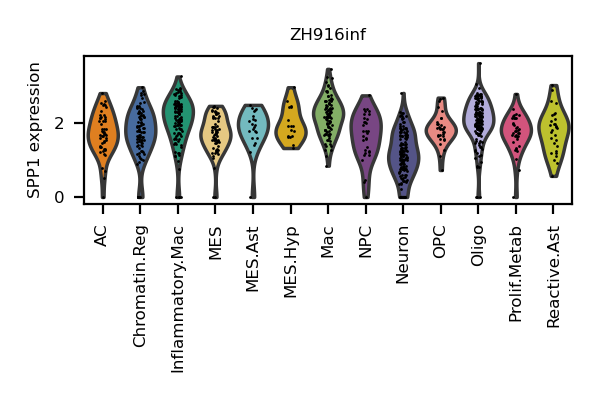 ZH916inf
SPP1 expression
2
0
AC
Chromatin.Reg
Inflammatory.Mac
MES
MES.Ast
MES.Hyp
Mac
NPC
Neuron
OPC
Oligo
Prolif.Metab
Reactive.Ast